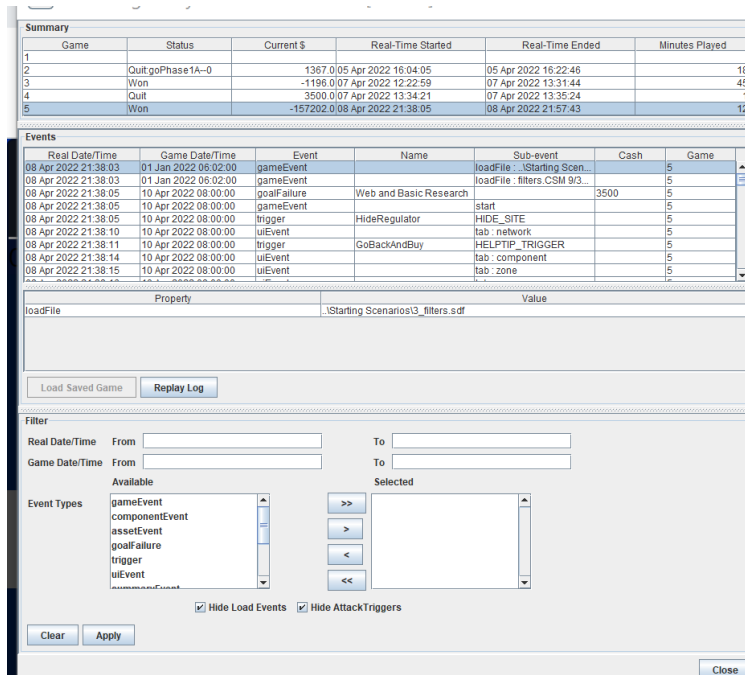 Summary
Game Status Current $ Real-Time Started Real-Time Ended Minutes Played
1
2 Quit:goPhase1A--0 1367.0 05 Apr 2022 16:04:05 05 Apr 2022 16:22:46 18
3 Won -1196.0 07 Apr 2022 12:22:59 07 Apr 2022 13:31:44 45
4 Quit 3500.0 07 Apr 2022 13:34:21 07 Apr 2022 13:35:24
5 Won -157202.0 08 Apr 2022 21:38:05 08 Apr 2022 21:57:43 12
Events
Real Date/Time Game Date/Time Event Name Sub-event Cash Game
08 Apr 2022 21:38:03 01 Jan 2022 06:02:00 gameEvent loadFile : ..\Starting Scen... 5
08 Apr 2022 21:38:03 01 Jan 2022 06:02:00 gameEvent loadFile : filters.CSM 9/3... 5
08 Apr 2022 21:38:05 10 Apr 2022 08:00:00 goalFailure Web and Basic Research 3500 5
08 Apr 2022 21:38:05 10 Apr 2022 08:00:00 gameEvent start 5
08 Apr 2022 21:38:05 10 Apr 2022 08:00:00 trigger HideRegulator HIDE_SITE 5
08 Apr 2022 21:38:10 10 Apr 2022 08:00:00 uiEvent tab : network 5
08 Apr 2022 21:38:11 10 Apr 2022 08:00:00 trigger GoBackAndBuy HELPTIP_TRIGGER 5
08 Apr 2022 21:38:14 10 Apr 2022 08:00:00 uiEvent tab : component 5
08 Apr 2022 21:38:15 10 Apr 2022 08:00:00 uiEvent tab : zone 5
Property Value
loadFile ..\Starting Scenarios\3_filters.sdf
Load Saved Game Replay Log
Filter
Real Date/Time From To
Game Date/Time From To
Available Selected
Event Types
gameEvent
componentEvent
assetEvent
goalFailure
trigger
uiEvent
>>
>
<
<<
Hide Load Events Hide AttackTriggers
Clear Apply
Close